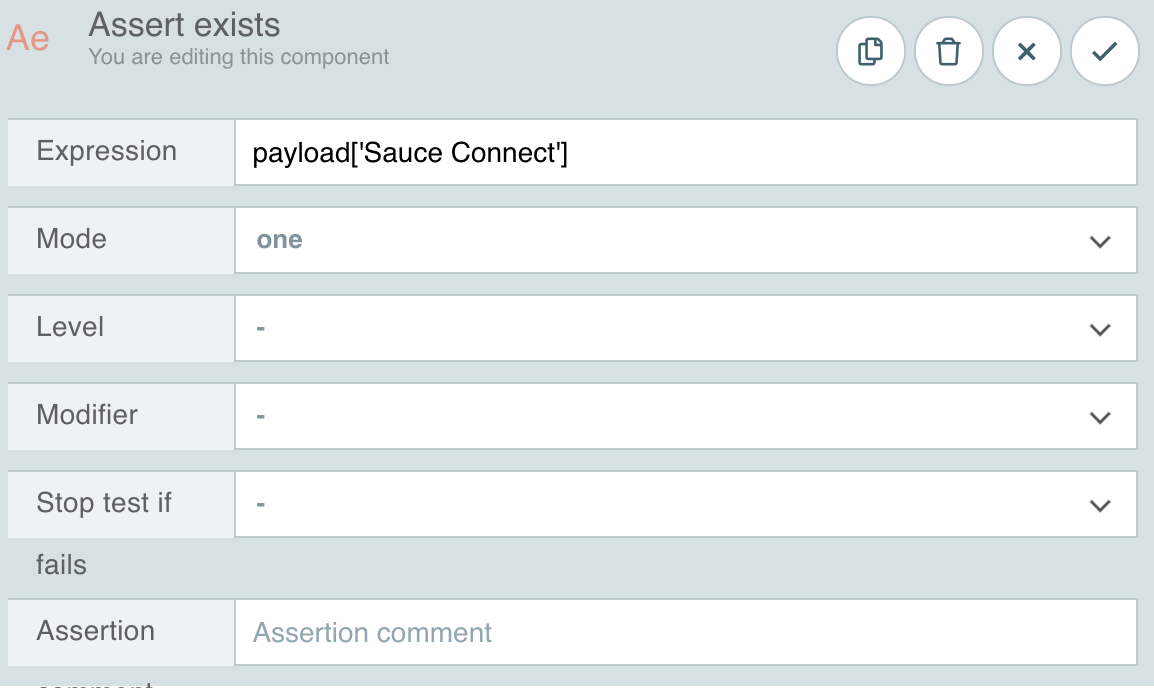 Ae
Assert exists
You are editing this component
Expression
payload['Sauce Connect']
Mode
one
Level
-
Modifier
-
Stop test if
fails
-
Assertion
comment
Assertion comment